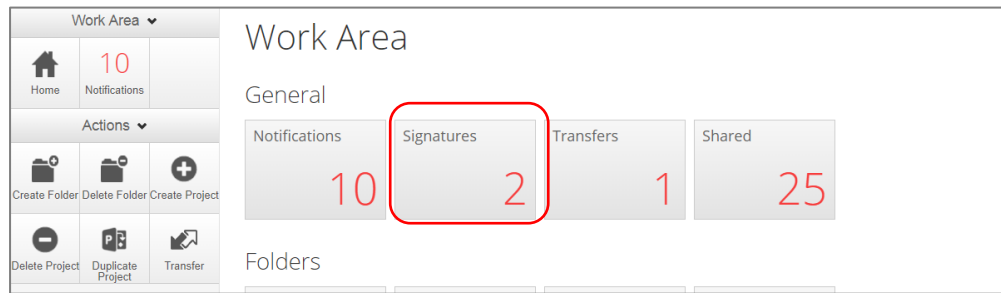 Work Area
Home
10
Notifications
Actions
Create Folder
Delete Folder
Create Project
Delete Project
P
Duplicate
Project
Transfer
Work Area
General
Notifications
10
Signatures
2
Transfers
1
Shared
25
Folders